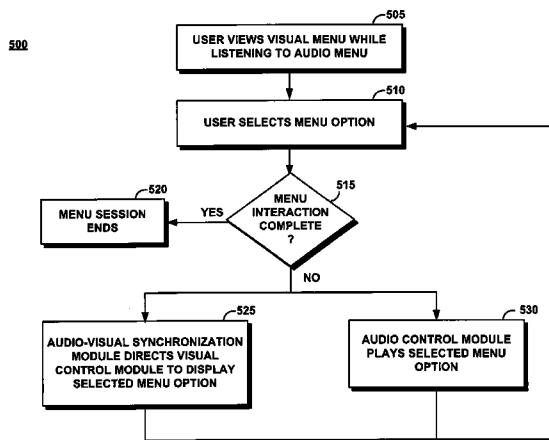 500
505
USER VIEWS VISUAL MENU WHILE
LISTENING TO AUDIO MENU
510
USER SELECTS MENU OPTION
515
MENU
INTERACTION
COMPLETE
?
520
MENU SESSION
ENDS
YES
NO
525
AUDIO-VISUAL SYNCHRONIZATION
MODULE DIRECTS VISUAL
CONTROL MODULE TO DISPLAY
SELECTED MENU OPTION
530
AUDIO CONTROL MODULE
PLAYS SELECTED MENU
OPTION